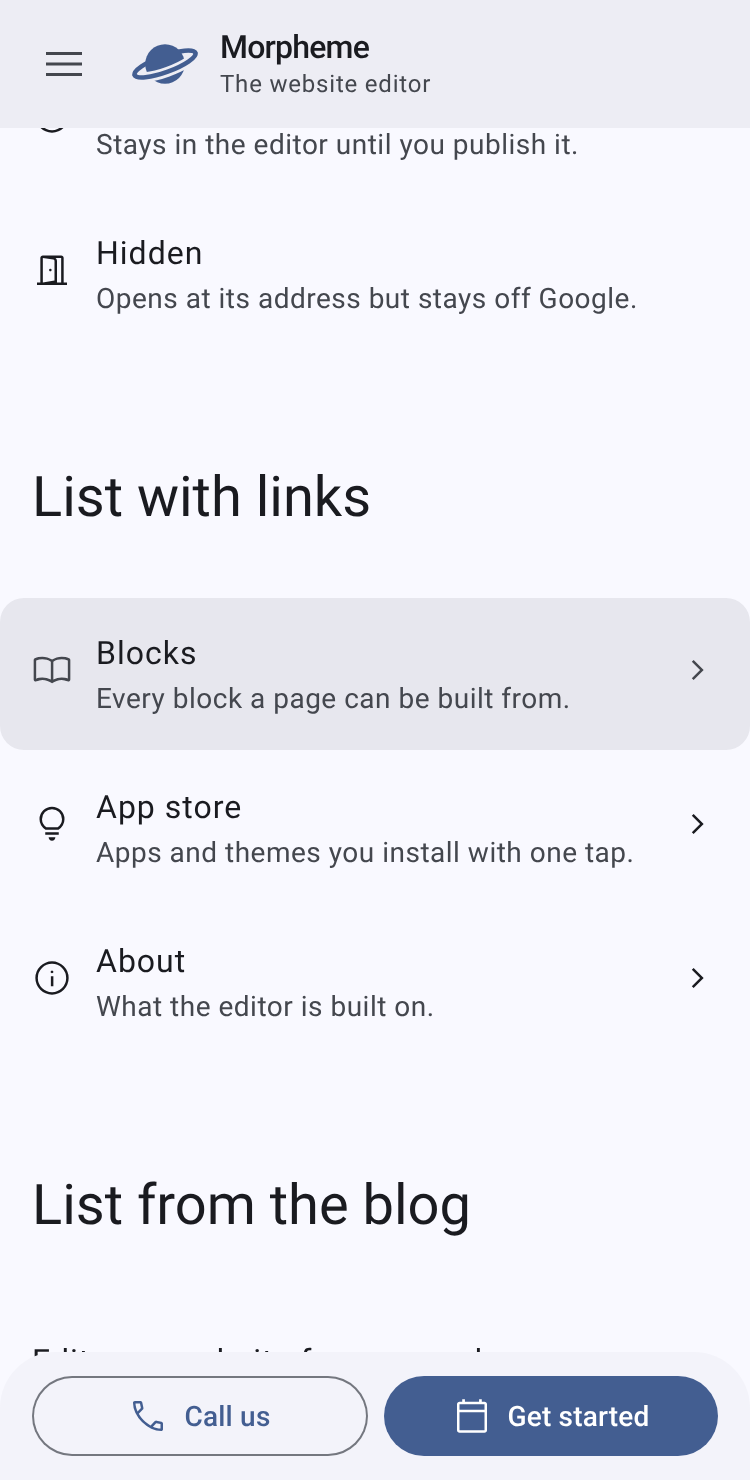 Morpheme
The website editor
Stays in the editor until you publish it.
Hidden
Opens at its address but stays off Google.
List with links
Blocks
Every block a page can be built from.
App store
Apps and themes you install with one tap.
About
What the editor is built on.
List from the blog
Call us
Get started